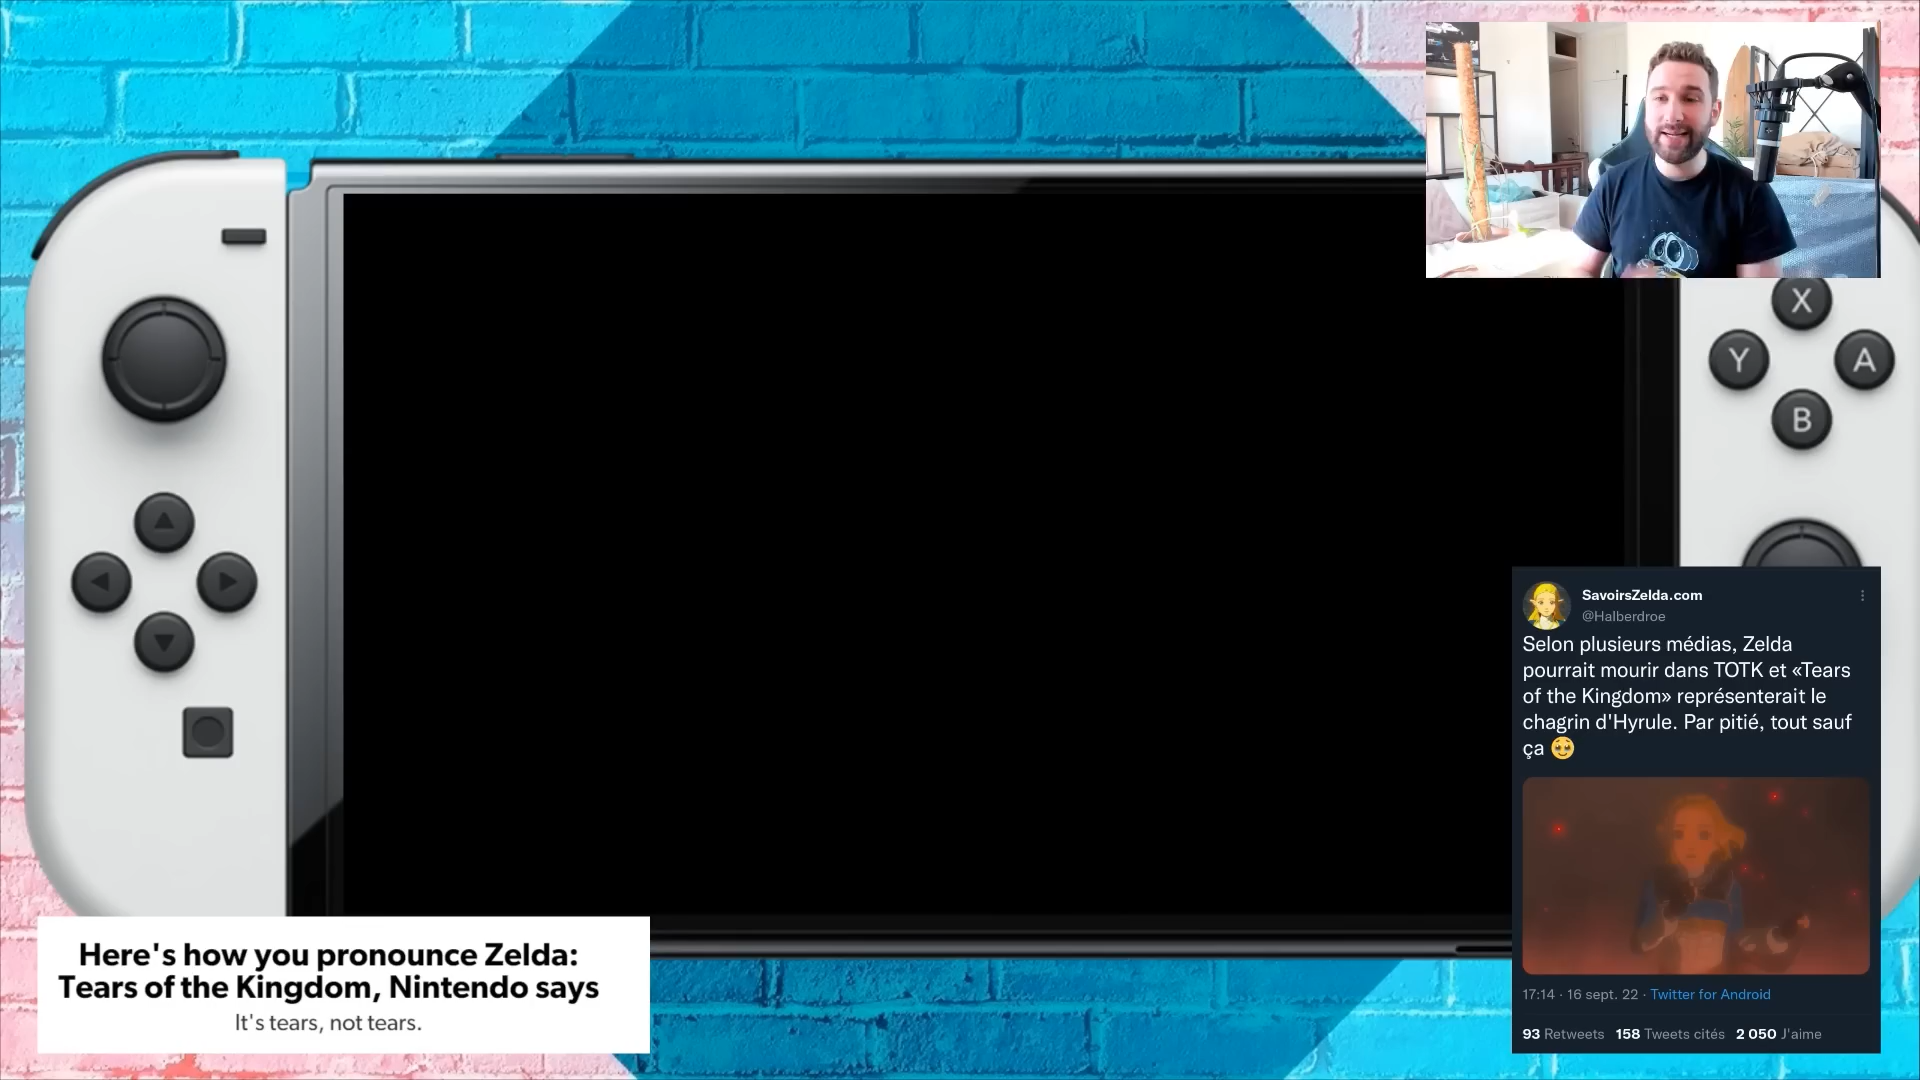 X
Y
A
B
SavoirsZelda.com
@Halberdroe
Selon plusieurs médias, Zelda
pourrait mourir dans TOTK et «Tears
of the Kingdom» représenterait le
chagrin d'Hyrule. Par pitié, tout sauf
ça 🥹
17:14 · 16 sept. 22 · Twitter for Android
93 Retweets 158 Tweets cités 2 050 J'aime
Here's how you pronounce Zelda:
Tears of the Kingdom, Nintendo says
It's tears, not tears.